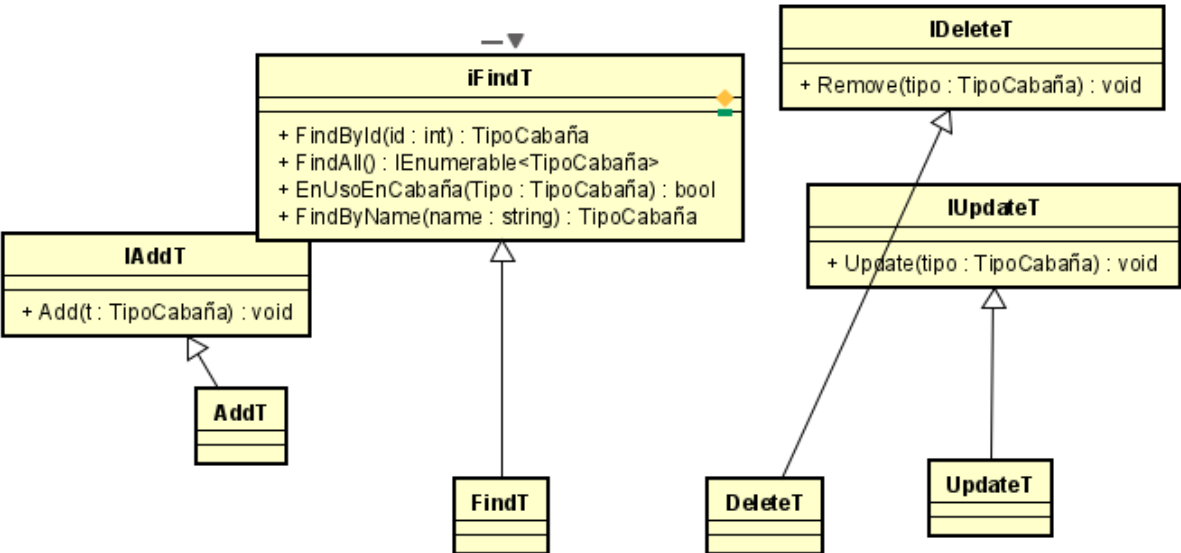 IDeleteT
+ Remove(tipo : TipoCabaña) : void
iFindT
+ FindById(id : int) : TipoCabaña
+ FindAll() : IEnumerable<TipoCabaña>
+ EnUsoEnCabaña(Tipo : TipoCabaña) : bool
+ FindByName(name : string) : TipoCabaña
IUpdateT
+ Update(tipo : TipoCabaña) : void
IAddT
+ Add(t : TipoCabaña) : void
AddT
FindT
DeleteT
UpdateT